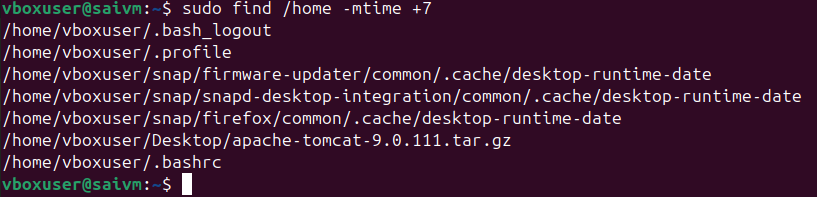 vboxuser@saivm:~$ sudo find /home -mtime +7
/home/vboxuser/.bash_logout
/home/vboxuser/.profile
/home/vboxuser/snap/firmware-updater/common/.cache/desktop-runtime-date
/home/vboxuser/snap/snapd-desktop-integration/common/.cache/desktop-runtime-date
/home/vboxuser/snap/firefox/common/.cache/desktop-runtime-date
/home/vboxuser/Desktop/apache-tomcat-9.0.111.tar.gz
/home/vboxuser/.bashrc
vboxuser@saivm:~$